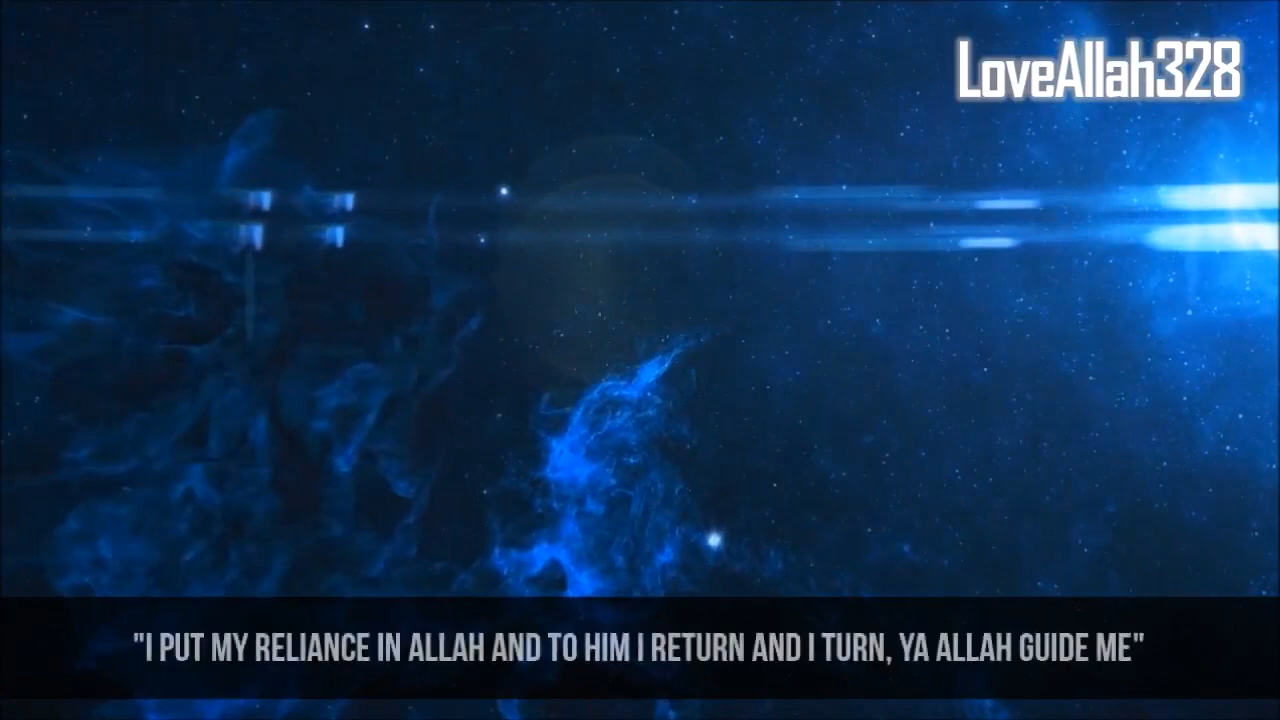 LoveAllah328
"I PUT MY RELIANCE IN ALLAH AND TO HIM I RETURN AND I TURN, YA ALLAH GUIDE ME"